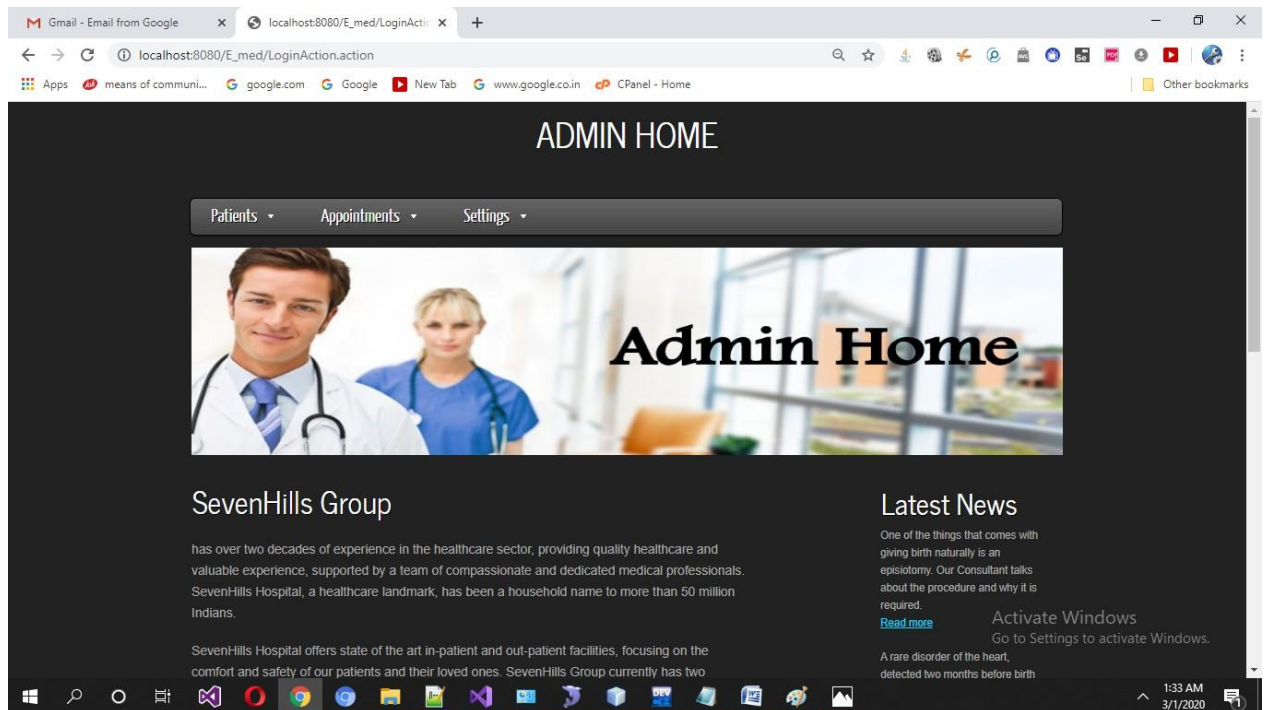 Gmail - Email from Google
localhost:8080/E_med/LoginActic
localhost:8080/E_med/LoginAction.action
Apps
means of communi...
google.com
Google
New Tab
www.google.co.in
CPanel - Home
Other bookmarks
ADMIN HOME
Patients
Appointments
Settings
Admin Home
SevenHills Group
has over two decades of experience in the healthcare sector, providing quality healthcare and
valuable experience, supported by a team of compassionate and dedicated medical professionals.
SevenHills Hospital, a healthcare landmark, has been a household name to more than 50 million
Indians.
SevenHills Hospital offers state of the art in-patient and out-patient facilities, focusing on the
comfort and safety of our patients and their loved ones. SevenHills Group currently has two
Latest News
One of the things that comes with
giving birth naturally is an
episiotomy. Our Consultant talks
about the procedure and why it is
required.
Read more
A rare disorder of the heart,
detected two months before birth
Activate Windows
Go to Settings to activate Windows.
1:33 AM
3/1/2020